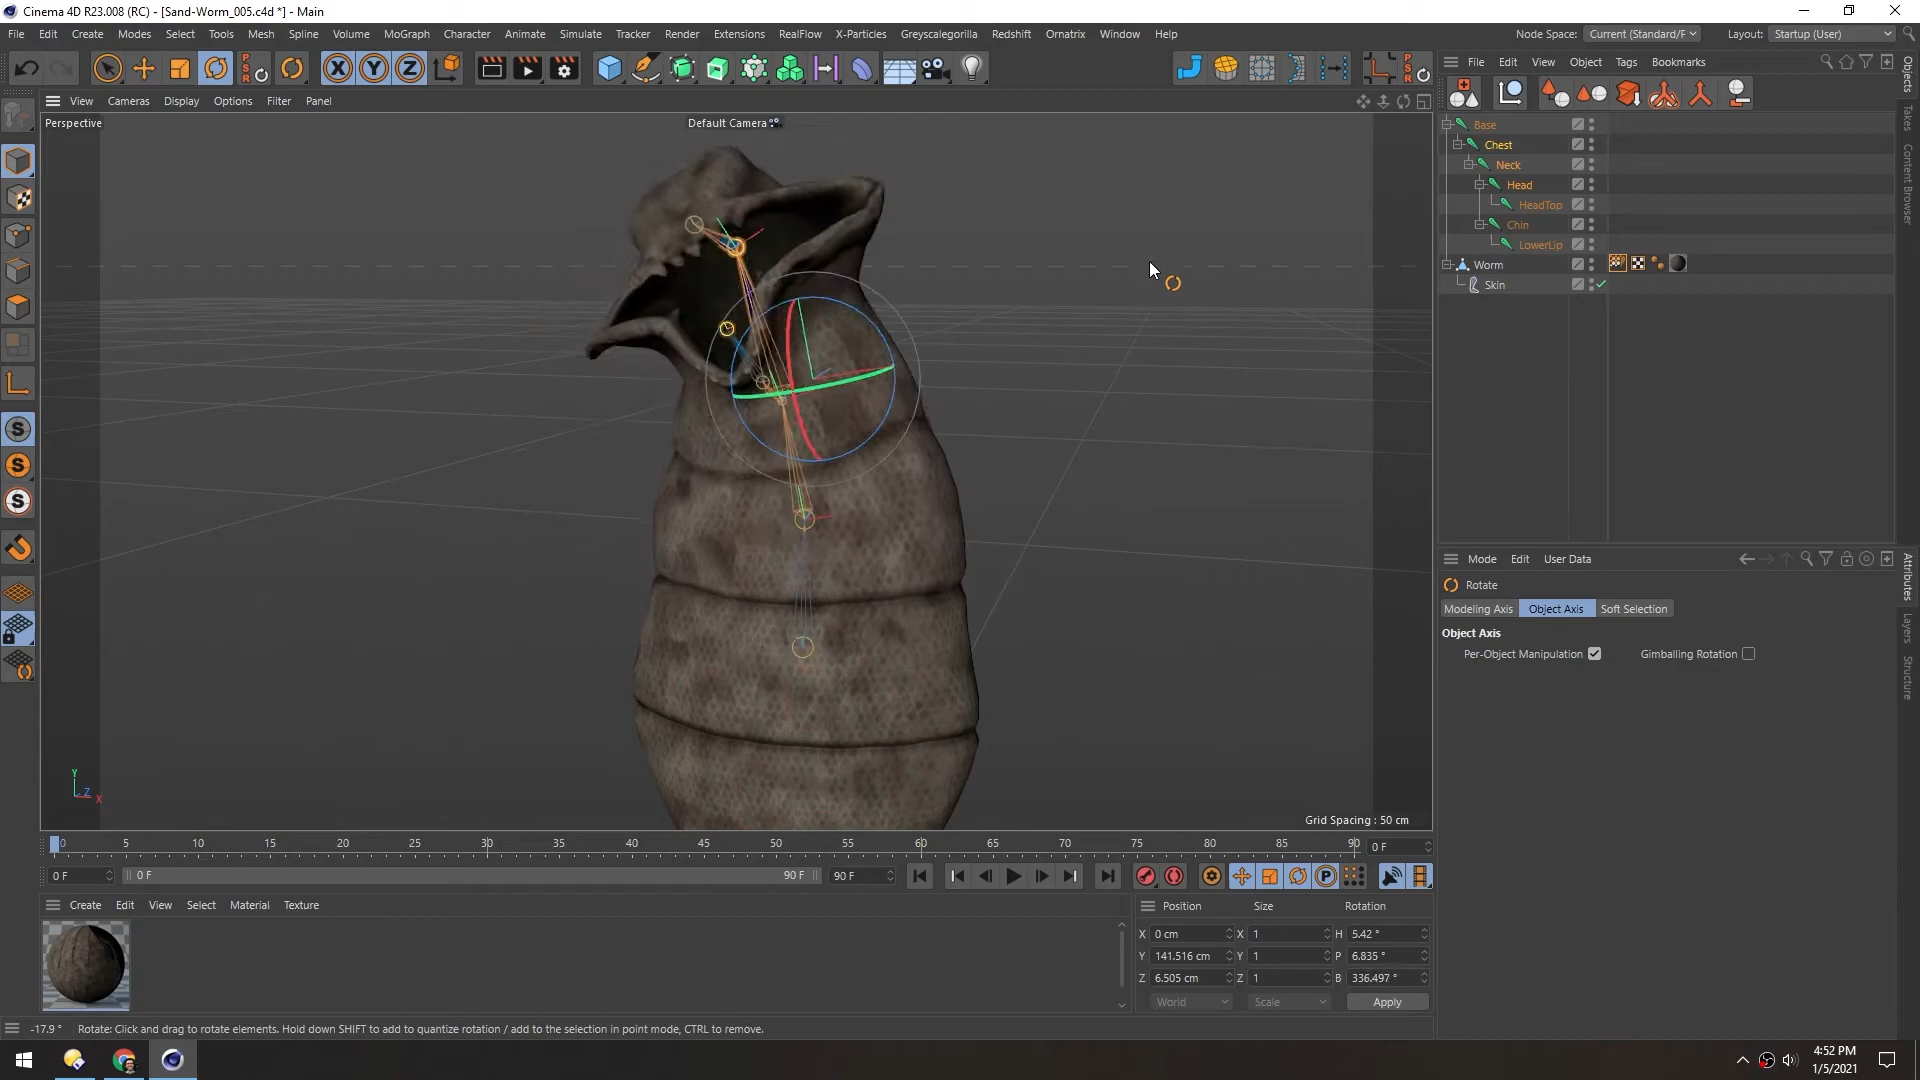 Cinema 4D R23.008 (RC) - [Sand-Worm_005.c4d *] - Main
File Edit Create Modes Select Tools Mesh Spline Volume MoGraph Character Animate Simulate Tracker Render Extensions RealFlow X-Particles Greyscalegorilla Redshift Ornatrix Window Help Node Space: Current (Standard/F Layout: Startup (User)
X Y Z PSR PSR
File Edit View Object Tags Bookmarks
View Cameras Display Options Filter Panel
Perspective
Default Camera
Base
Chest
Neck
Head
HeadTop
Chin
LowerLip
Worm
Skin
Objects
Takes
Content Browser
S
S
S
Mode Edit User Data
Rotate
Modeling Axis Object Axis Soft Selection
Object Axis
Per-Object Manipulation Gimballing Rotation
Attributes
Layers
Structure
Y
Z
X
Grid Spacing : 50 cm
0 5 10 15 20 25 30 35 40 45 50 55 60 65 70 75 80 85 90 0 F
0 F 0 F 90 F 90 F P
Create Edit View Select Material Texture
Position Size Rotation
X 0 cm X 1 H 5.42 °
Y 141.516 cm Y 1 P 6.835 °
Z 6.505 cm Z 1 B 336.497 °
World Scale Apply
-17.9 ° Rotate: Click and drag to rotate elements. Hold down SHIFT to add to quantize rotation / add to the selection in point mode, CTRL to remove.
4:52 PM
1/5/2021